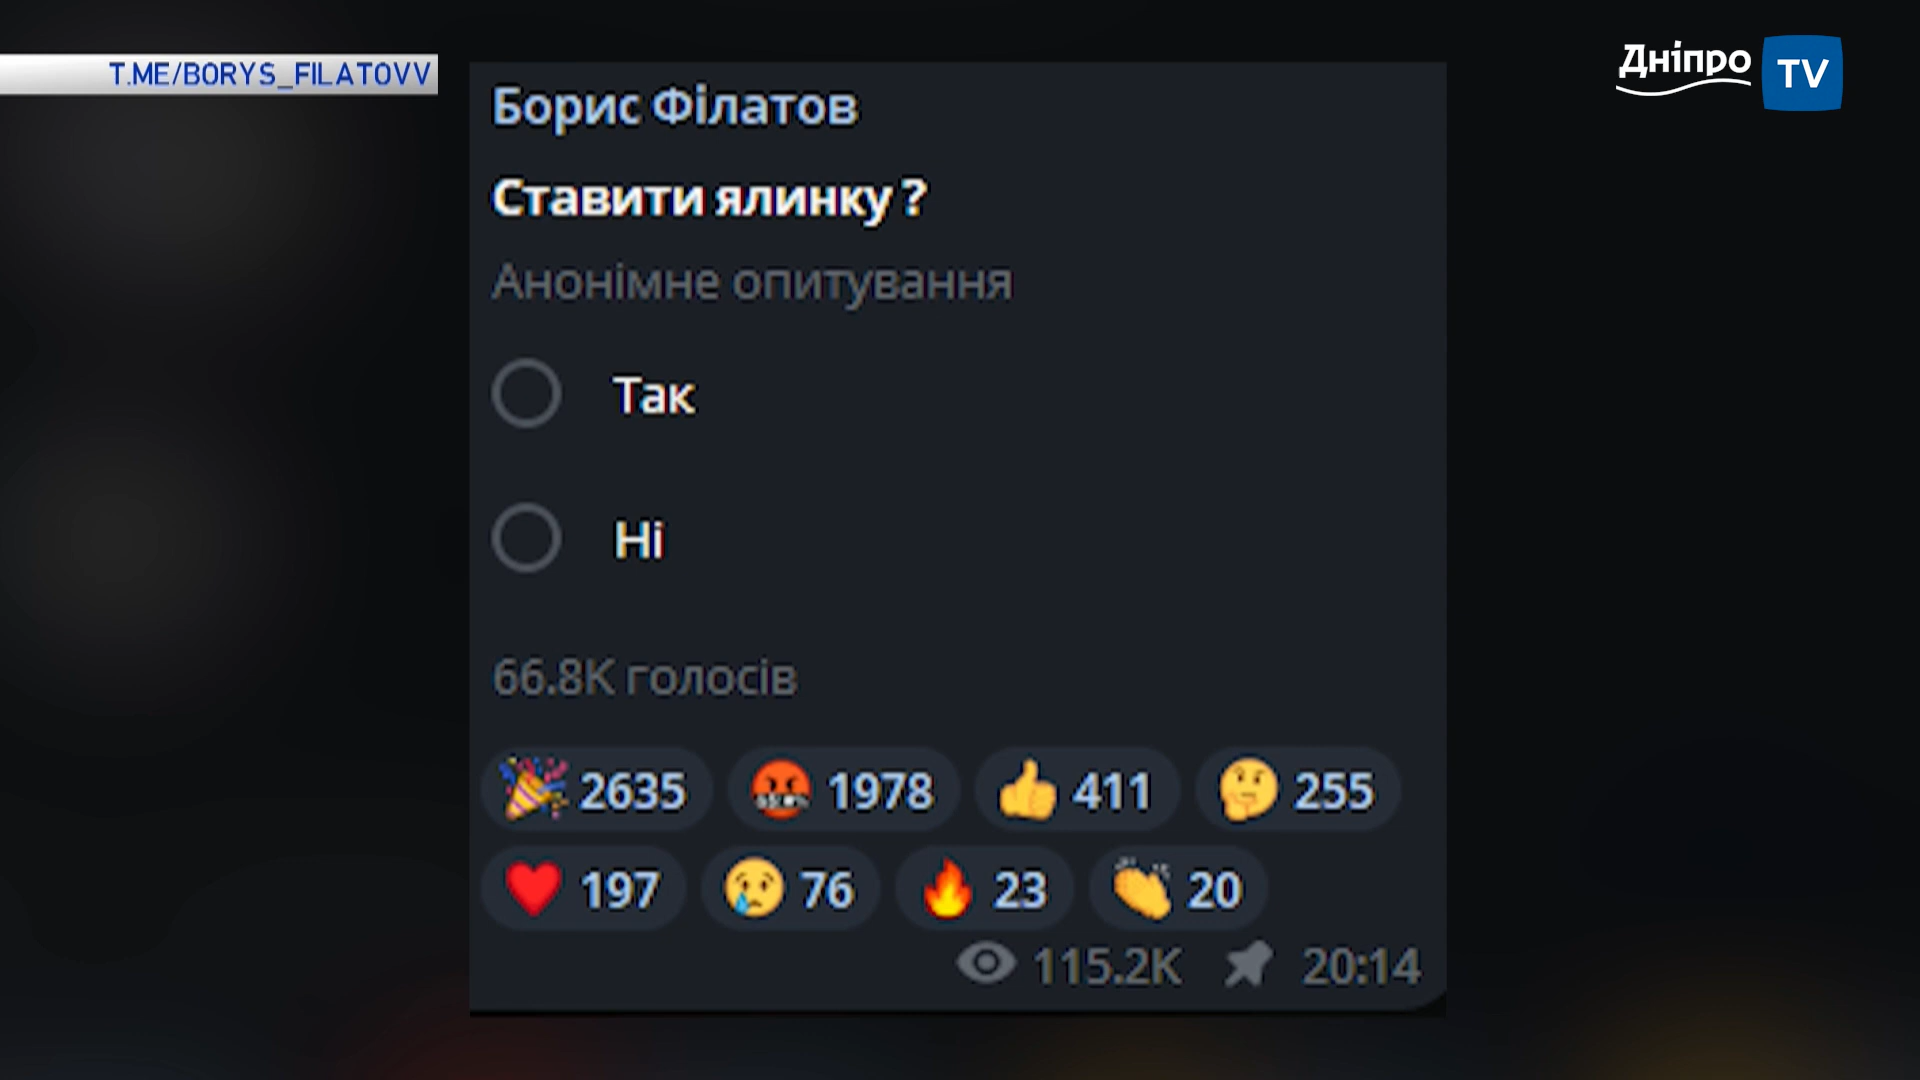 T.ME/BORYS_FILATOVV
Дніпро TV
Борис Філатов
Ставити ялинку ?
Анонімне опитування
Так
Ні
66.8K голосів
2635 1978 411 255
197 76 23 20
115.2K 20:14